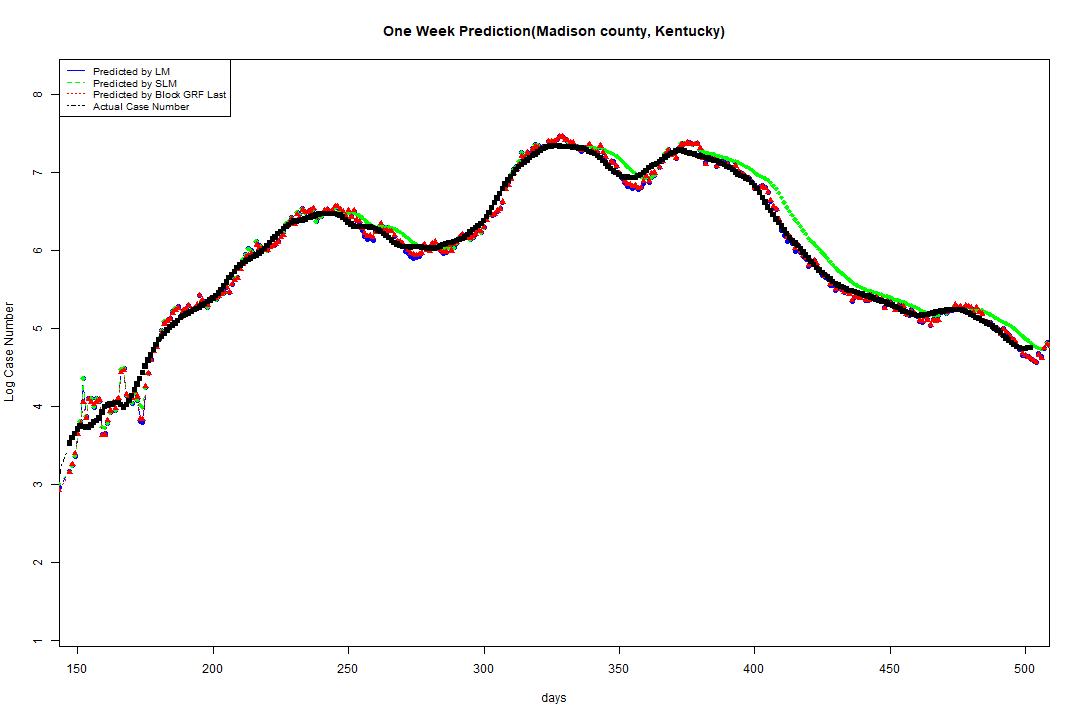 One Week Prediction(Madison county, Kentucky)
Predicted by LM
Predicted by SLM
Predicted by Block GRF Last
Actual Case Number
8
7
6
5
4
3
2
1
Log Case Number
150 200 250 300 350 400 450 500
days